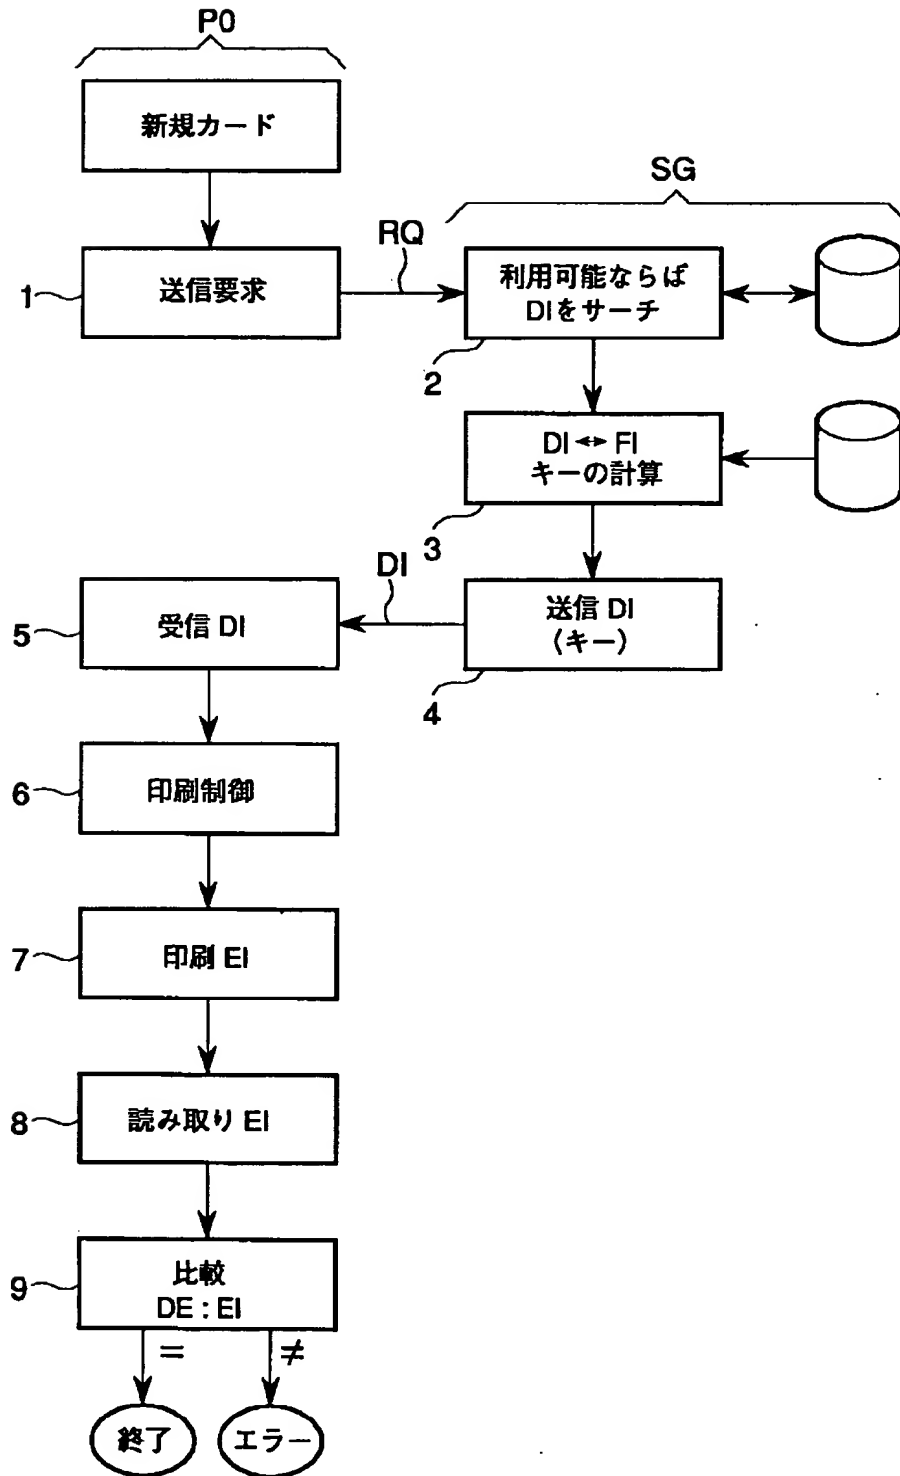 P0
新規カード
SG
RQ
1
送信要求
利用可能ならば
DIをサーチ
2
DI ↔ FI
キーの計算
3
DI
5
受信 DI
送信 DI
(キー)
4
6
印刷制御
7
印刷 EI
8
読み取り EI
9
比較
DE : EI
= ≠
終了
エラー